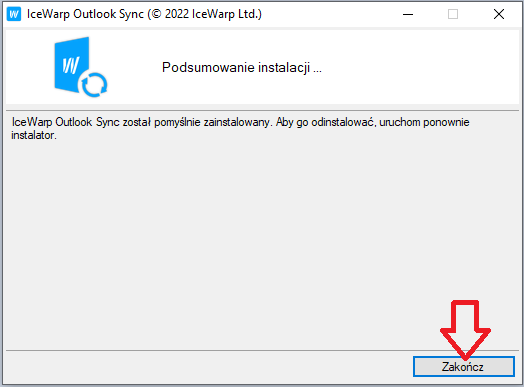 IceWarp Outlook Sync (© 2022 IceWarp Ltd.)
Podsumowanie instalacji ...
IceWarp Outlook Sync został pomyślnie zainstalowany. Aby go odinstalować, uruchom ponownie
instalator.
Zakończ